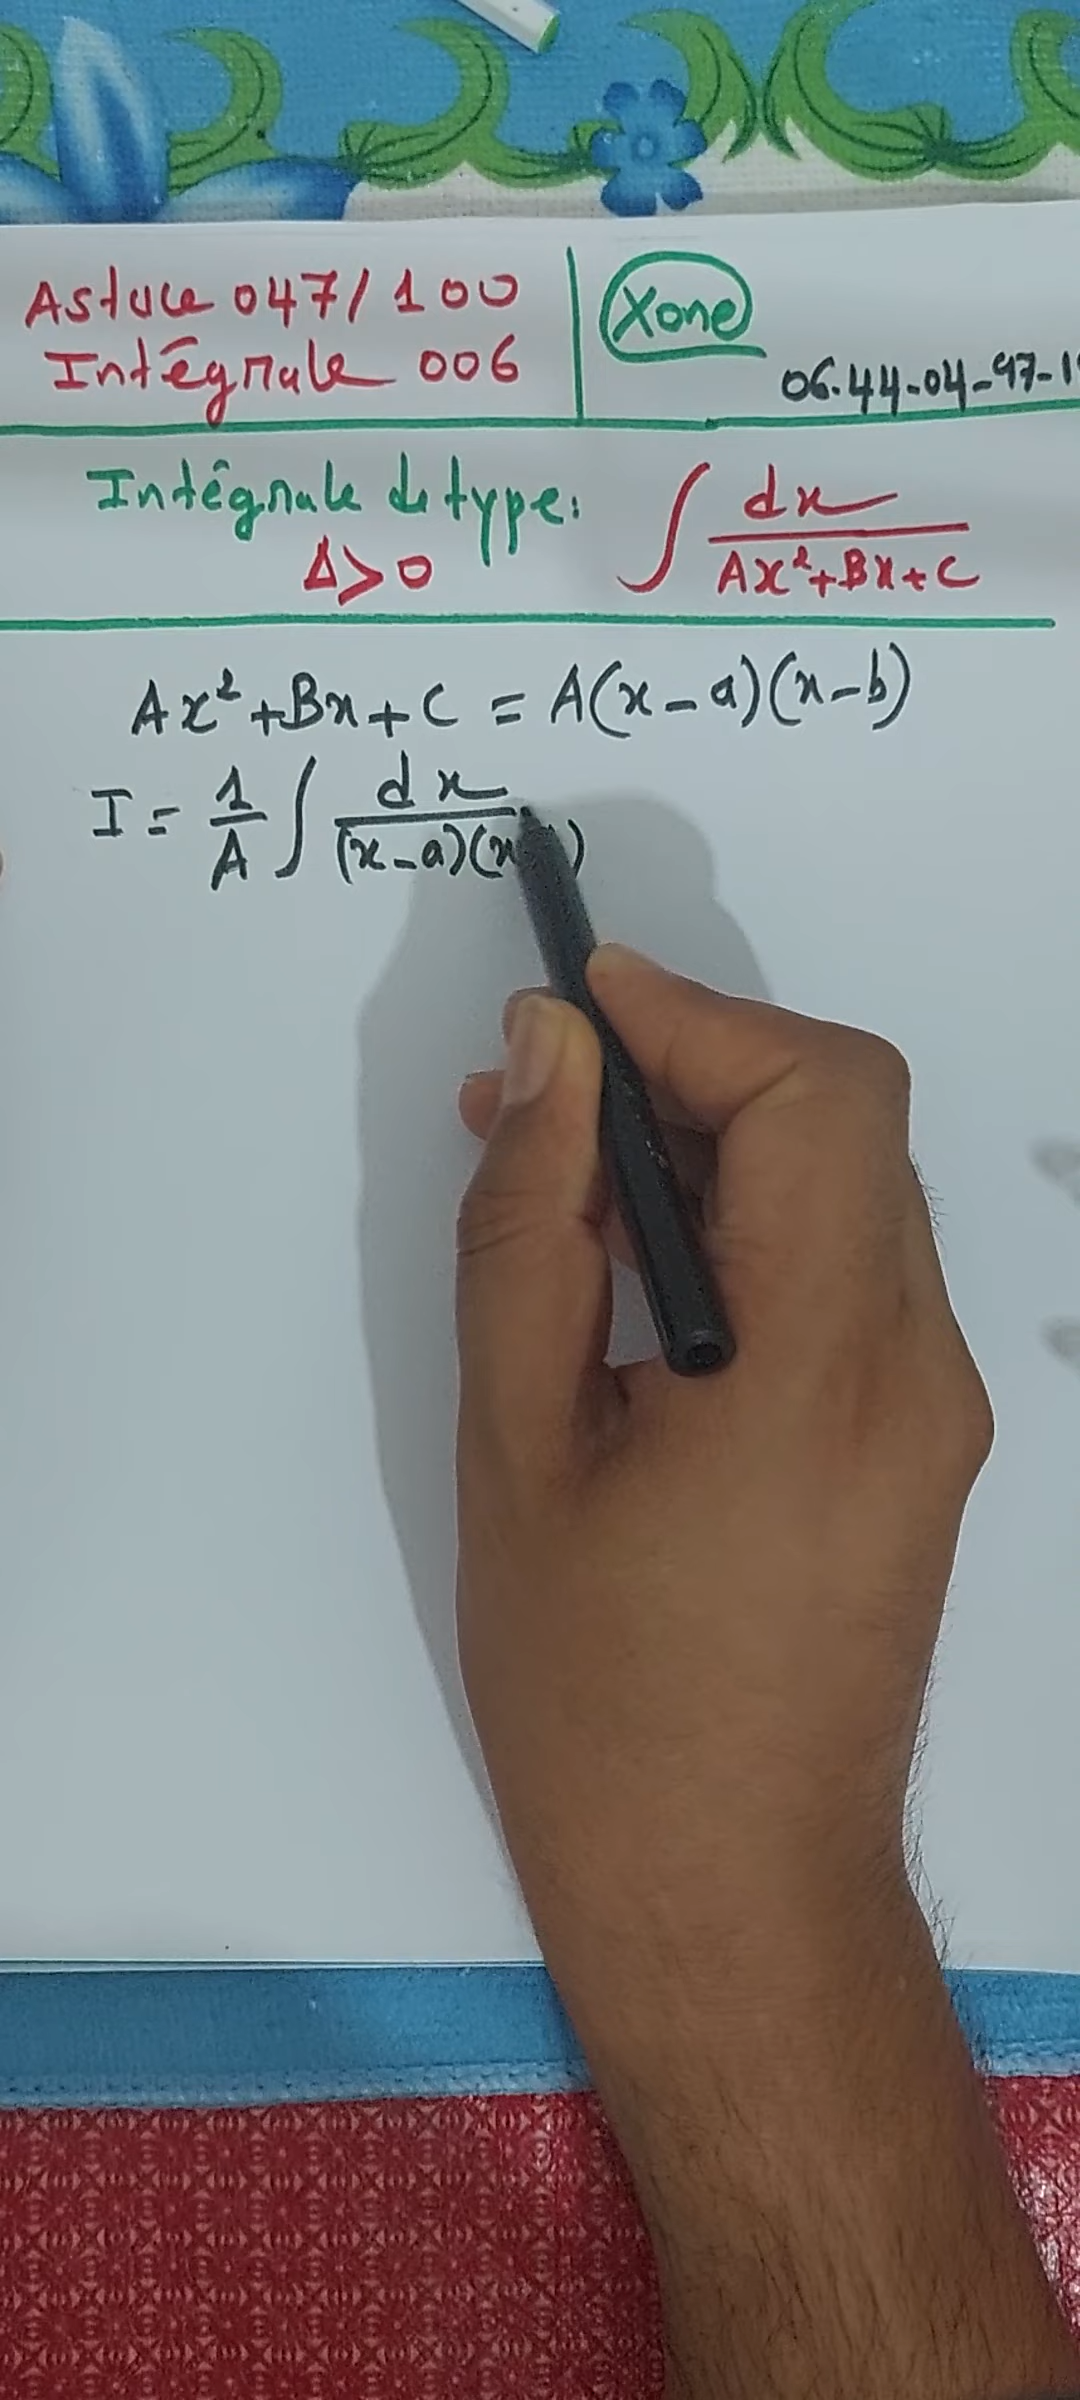 Astuce 047/100
Intégrale 006
Xone
06.44-04-97-1
Intégrale de type: ∫ dx / (Ax²+Bx+C)
Δ>0
Ax²+Bx+C = A(x-a)(x-b)
I = 1/A ∫ dx / (x-a)(x )